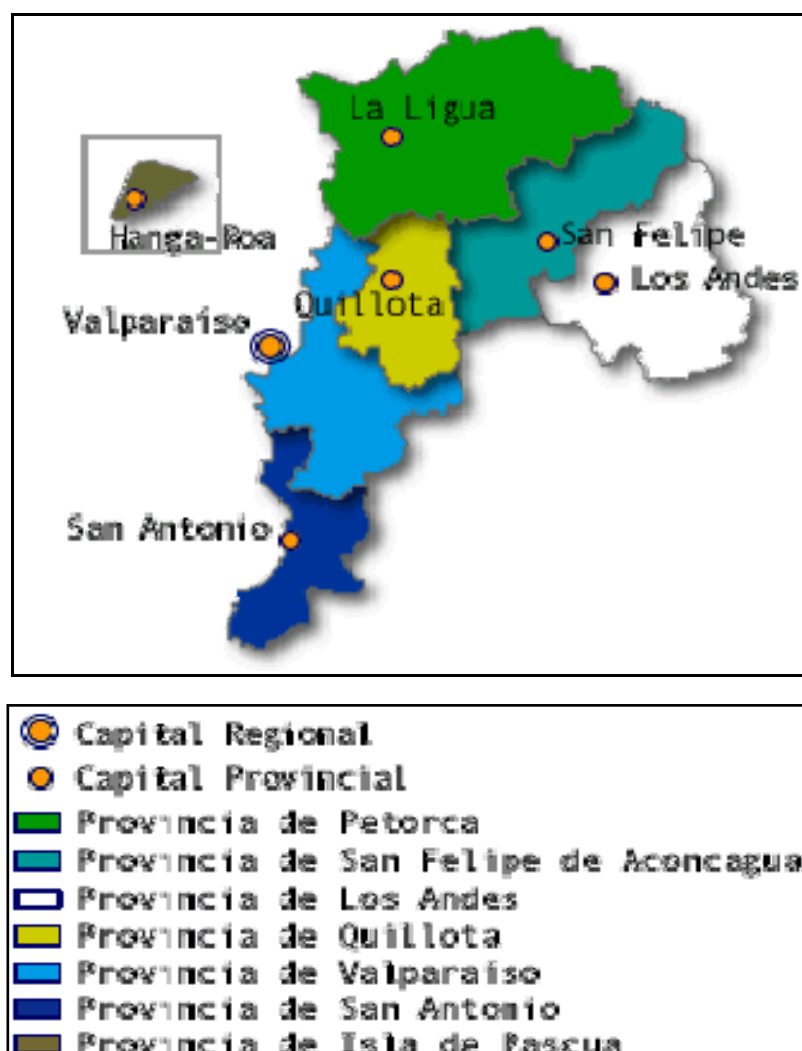 La Ligua
Hanga-Roa
San Felipe
Los Andes
Quillota
Valparaíso
San Antonio
Capital Regional
Capital Provincial
Provincia de Petorca
Provincia de San Felipe de Aconcagua
Provincia de Los Andes
Provincia de Quillota
Provincia de Valparaíso
Provincia de San Antonio
Provincia de Isla de Pascua